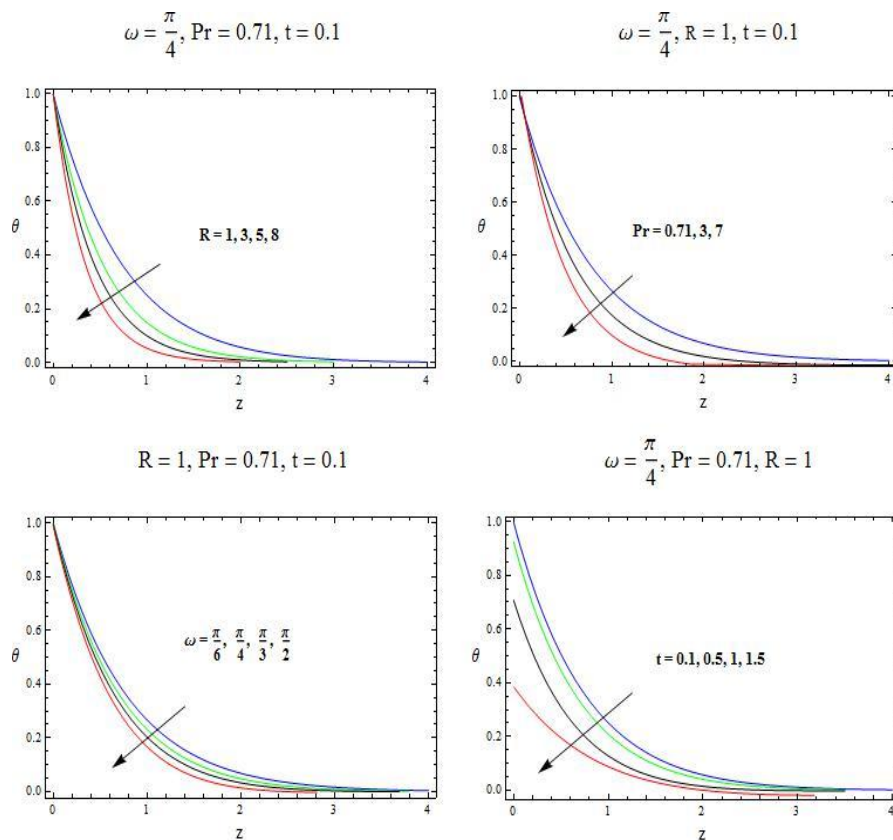 ω = π/4, Pr = 0.71, t = 0.1
1.0
0.8
0.6
θ
0.4
0.2
0.0
R = 1, 3, 5, 8
0 1 2 3 4
z
ω = π/4, R = 1, t = 0.1
1.0
0.8
0.6
θ
0.4
0.2
0.0
Pr = 0.71, 3, 7
0 1 2 3 4
z
R = 1, Pr = 0.71, t = 0.1
1.0
0.8
0.6
θ
0.4
0.2
0.0
ω = π/6, π/4, π/3, π/2
0 1 2 3 4
z
ω = π/4, Pr = 0.71, R = 1
1.0
0.8
0.6
θ
0.4
0.2
0.0
t = 0.1, 0.5, 1, 1.5
0 1 2 3 4
z